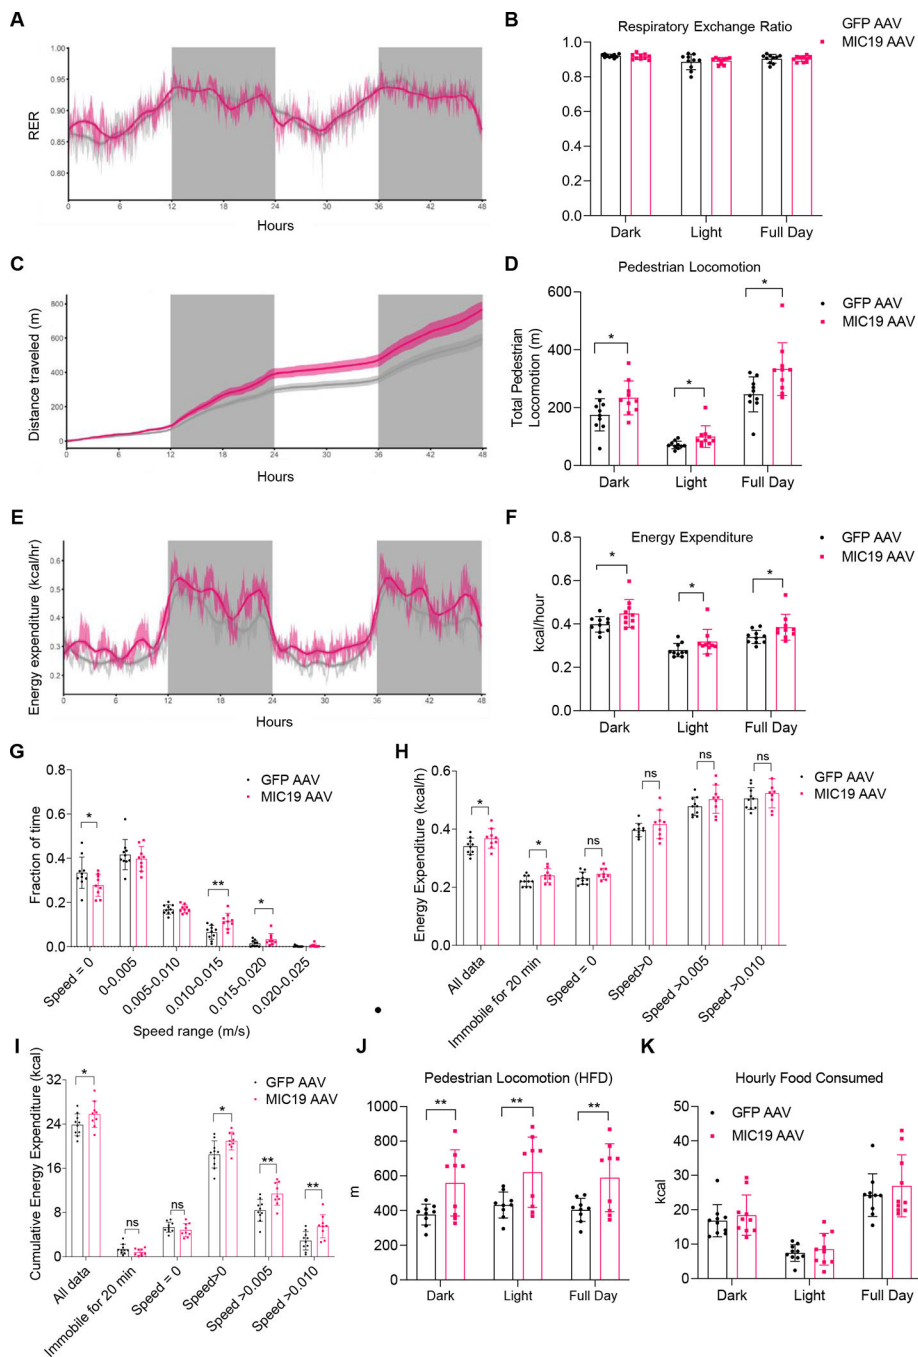 A
RER
1.00
0.95
0.90
0.85
0.80
0 6 12 18 24 30 36 42 48
Hours
B
Respiratory Exchange Ratio
GFP AAV
MIC19 AAV
1.0
0.8
0.6
0.4
0.2
0.0
Dark Light Full Day
C
Distance traveled (m)
800
600
400
200
0
0 6 12 18 24 30 36 42 48
Hours
D
Pedestrian Locomotion
Total Pedestrian
Locomotion (m)
600
400
200
0
* * *
GFP AAV
MIC19 AAV
Dark Light Full Day
E
Energy expenditure (kcal/hr)
0.6
0.5
0.4
0.3
0.2
0 6 12 18 24 30 36 42 48
Hours
F
Energy Expenditure
kcal/hour
0.8
0.6
0.4
0.2
0.0
* * *
GFP AAV
MIC19 AAV
Dark Light Full Day
G
Fraction of time
0.8
0.6
0.4
0.2
0.0
* ** *
GFP AAV
MIC19 AAV
Speed = 0
0-0.005
0.005-0.010
0.010-0.015
0.015-0.020
0.020-0.025
Speed range (m/s)
H
Energy Expenditure (kcal/h)
0.6
0.4
0.2
0.0
* * ns ns ns ns
GFP AAV
MIC19 AAV
All data
Immobile for 20 min
Speed = 0
Speed>0
Speed >0.005
Speed >0.010
I
Cumulative Energy Expenditure (kcal)
32
24
16
8
0
* ns ns * ** **
GFP AAV
MIC19 AAV
All data
Immobile for 20 min
Speed = 0
Speed>0
Speed >0.005
Speed >0.010
J
Pedestrian Locomotion (HFD)
m
1000
800
600
400
200
0
** ** **
Dark Light Full Day
K
Hourly Food Consumed
kcal
50
40
30
20
10
0
GFP AAV
MIC19 AAV
Dark Light Full Day